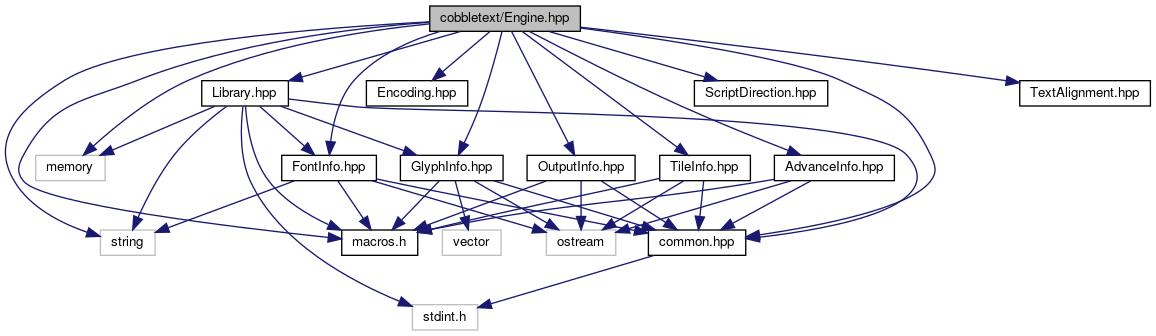 cobbletext/Engine.hpp
Library.hpp
Encoding.hpp
ScriptDirection.hpp
TextAlignment.hpp
memory
FontInfo.hpp
GlyphInfo.hpp
OutputInfo.hpp
TileInfo.hpp
AdvanceInfo.hpp
string
macros.h
vector
ostream
common.hpp
stdint.h